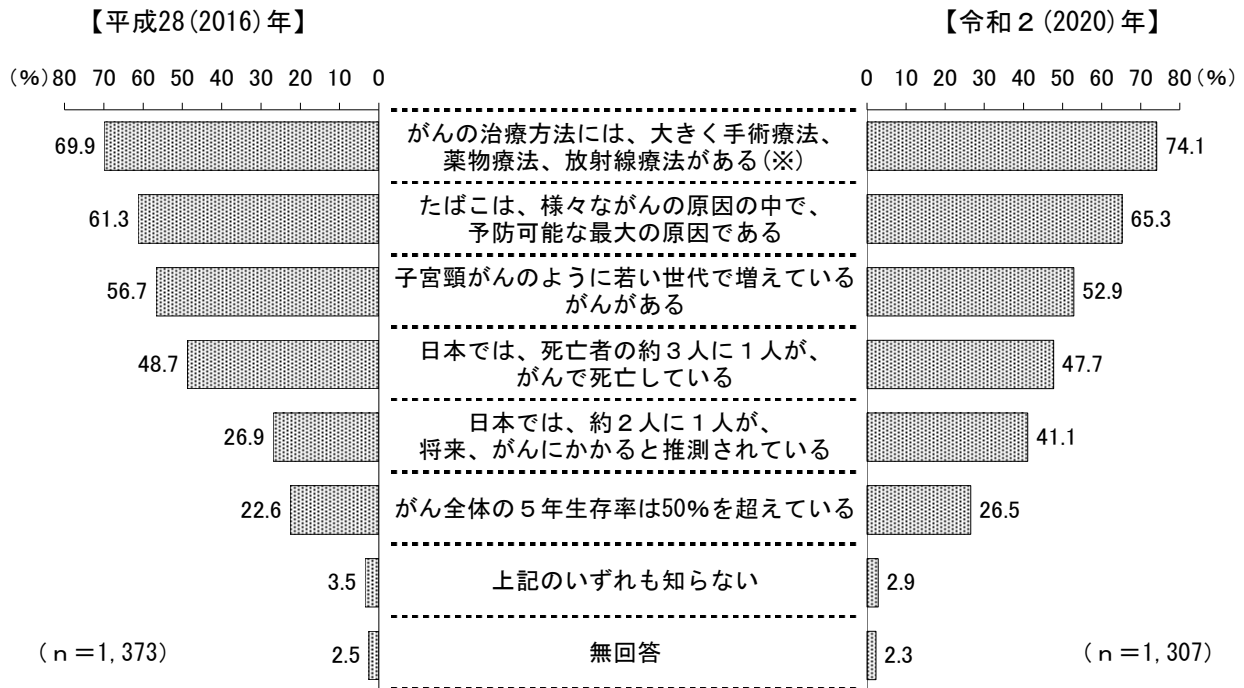 【平成28(2016)年】
【令和２(2020)年】
(%) 80 70 60 50 40 30 20 10 0
0 10 20 30 40 50 60 70 80 (%)
69.9
がんの治療方法には、大きく手術療法、
薬物療法、放射線療法がある(※)
74.1
61.3
たばこは、様々ながんの原因の中で、
予防可能な最大の原因である
65.3
56.7
子宮頸がんのように若い世代で増えている
がんがある
52.9
48.7
日本では、死亡者の約３人に１人が、
がんで死亡している
47.7
26.9
日本では、約２人に１人が、
将来、がんにかかると推測されている
41.1
22.6
がん全体の５年生存率は50%を超えている
26.5
3.5
上記のいずれも知らない
2.9
(ｎ＝1,373)
2.5
無回答
2.3
(ｎ＝1,307)